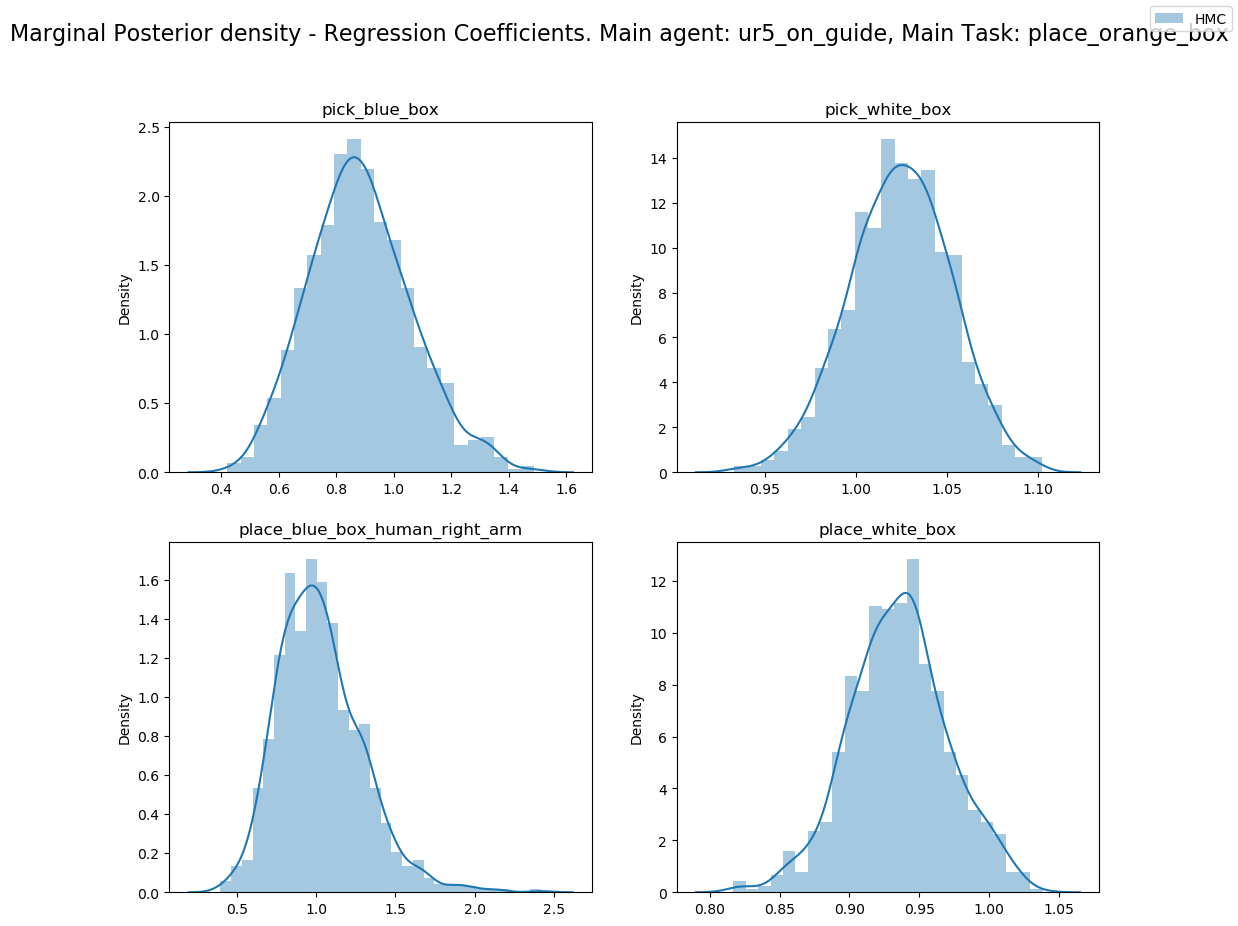 HMC
Marginal Posterior density - Regression Coefficients. Main agent: ur5_on_guide, Main Task: place_orange_box
pick_blue_box
pick_white_box
2.5
2.0
1.5
1.0
0.5
0.0
Density
0.4 0.6 0.8 1.0 1.2 1.4 1.6
14
12
10
8
6
4
2
0
Density
0.95 1.00 1.05 1.10
place_blue_box_human_right_arm
place_white_box
1.6
1.4
1.2
1.0
0.8
0.6
0.4
0.2
0.0
Density
0.5 1.0 1.5 2.0 2.5
12
10
8
6
4
2
0
Density
0.80 0.85 0.90 0.95 1.00 1.05